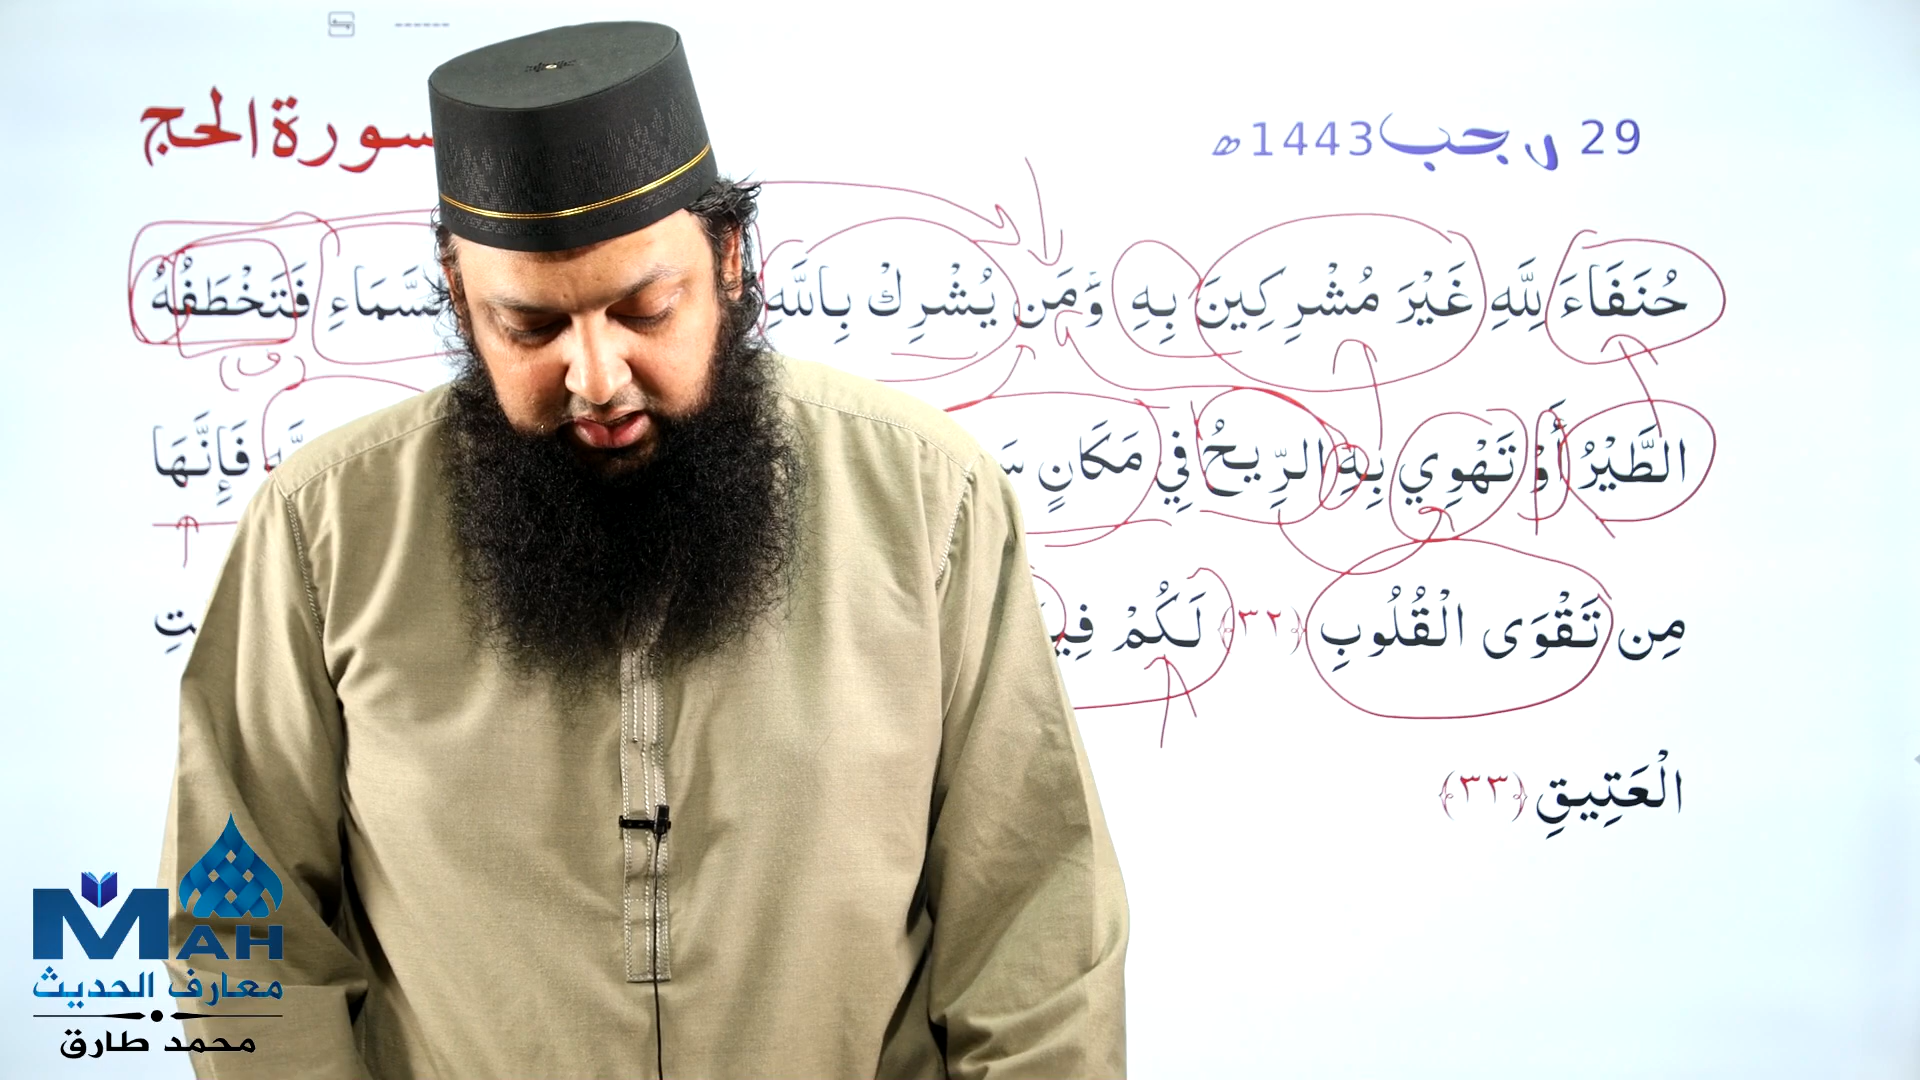 29 رجب 1443ھ
سورة الحج
حُنَفَاءَ لِلَّهِ غَيْرَ مُشْرِكِينَ بِهِ وَمَن يُشْرِكْ بِاللَّهِ السَّمَاءِ فَتَخْطَفُهُ
الطَّيْرُ أَوْ تَهْوِي بِهِ الرِّيحُ فِي مَكَانٍ فَإِنَّهَا
مِن تَقْوَى الْقُلُوبِ ﴿٣٢﴾ لَكُمْ
الْعَتِيقِ ﴿٣٣﴾
MAH
معارف الحديث
محمد طارق